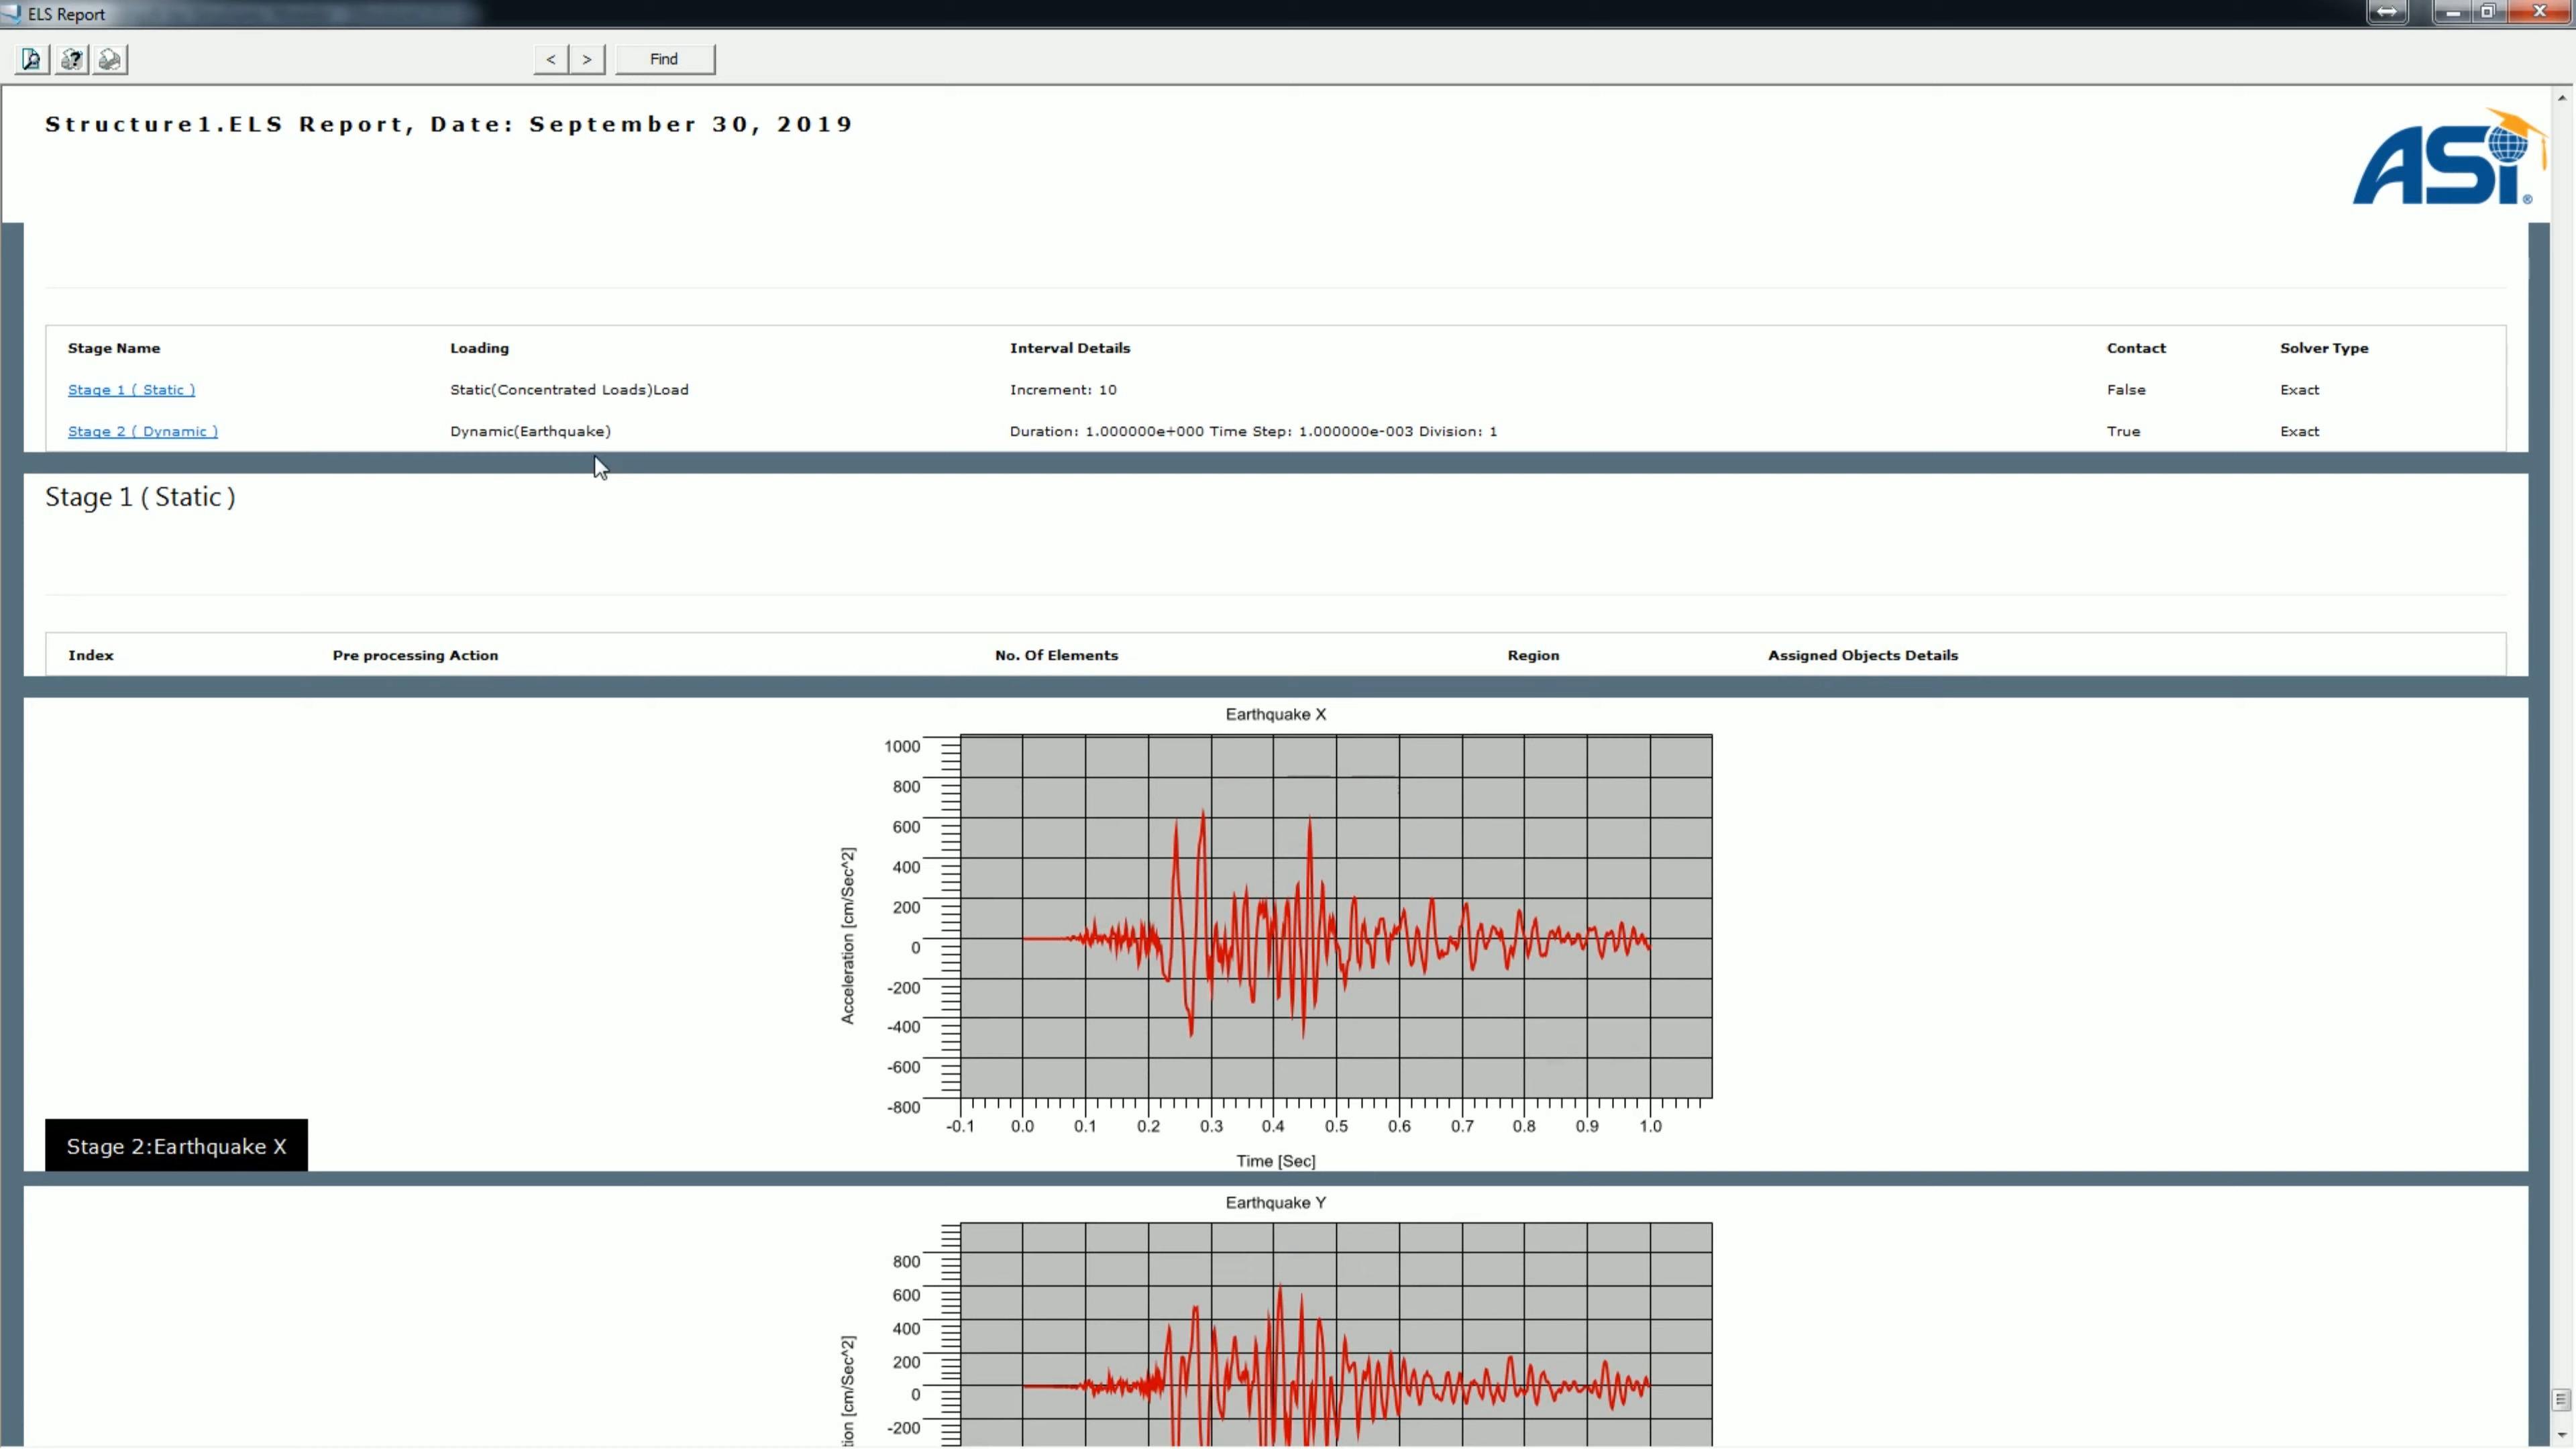 ELS Report
< > Find
Structure1.ELS Report, Date: September 30, 2019
ASi®
Stage Name Loading Interval Details Contact Solver Type
Stage 1 ( Static ) Static(Concentrated Loads)Load Increment: 10 False Exact
Stage 2 ( Dynamic ) Dynamic(Earthquake) Duration: 1.000000e+000 Time Step: 1.000000e-003 Division: 1 True Exact
Stage 1 ( Static )
Index Pre processing Action No. Of Elements Region Assigned Objects Details
Earthquake X
1000
800
600
400
200
0
-200
-400
-600
-800
Acceleration [cm/Sec^2]
-0.1 0.0 0.1 0.2 0.3 0.4 0.5 0.6 0.7 0.8 0.9 1.0
Time [Sec]
Stage 2:Earthquake X
Earthquake Y
800
600
400
200
0
-200
tion [cm/Sec^2]